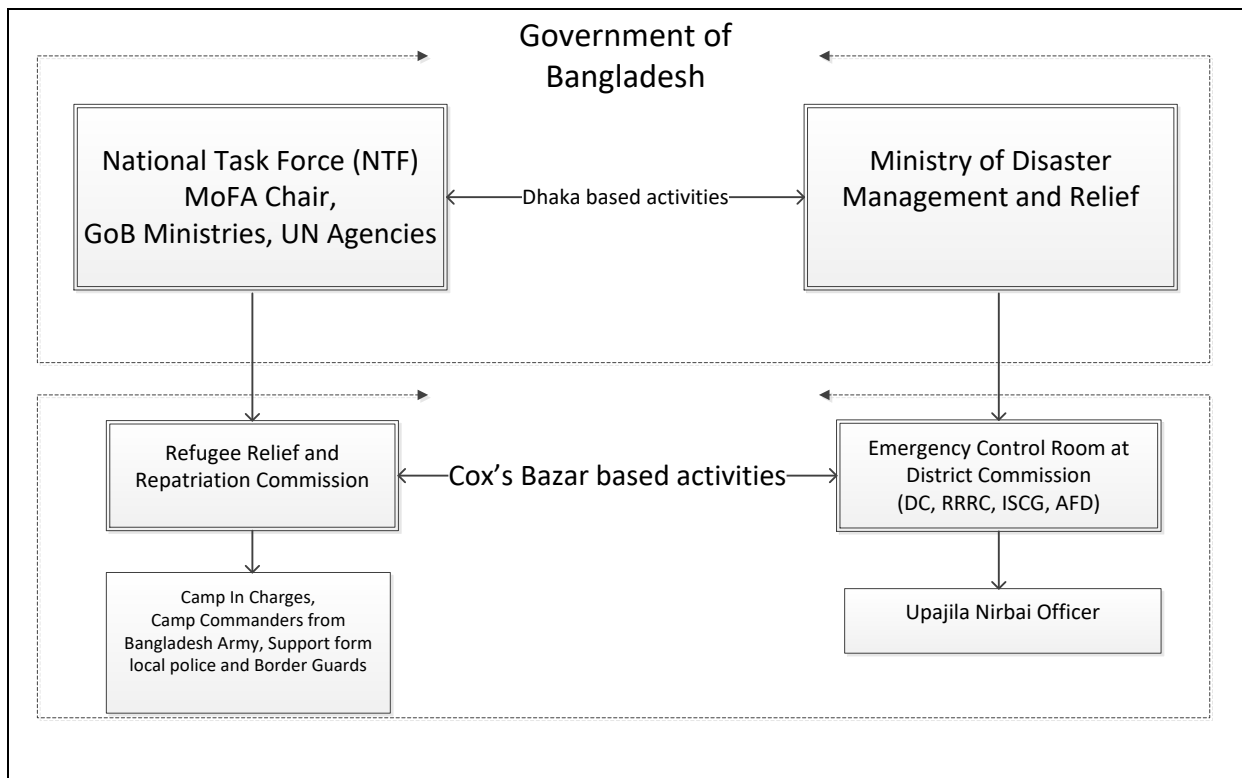 Government of
Bangladesh
National Task Force (NTF)
MoFA Chair,
GoB Ministries, UN Agencies
Dhaka based activities
Ministry of Disaster
Management and Relief
Refugee Relief and
Repatriation Commission
Cox's Bazar based activities
Emergency Control Room at
District Commission
(DC, RRRC, ISCG, AFD)
Camp In Charges,
Camp Commanders from
Bangladesh Army, Support form
local police and Border Guards
Upajila Nirbai Officer